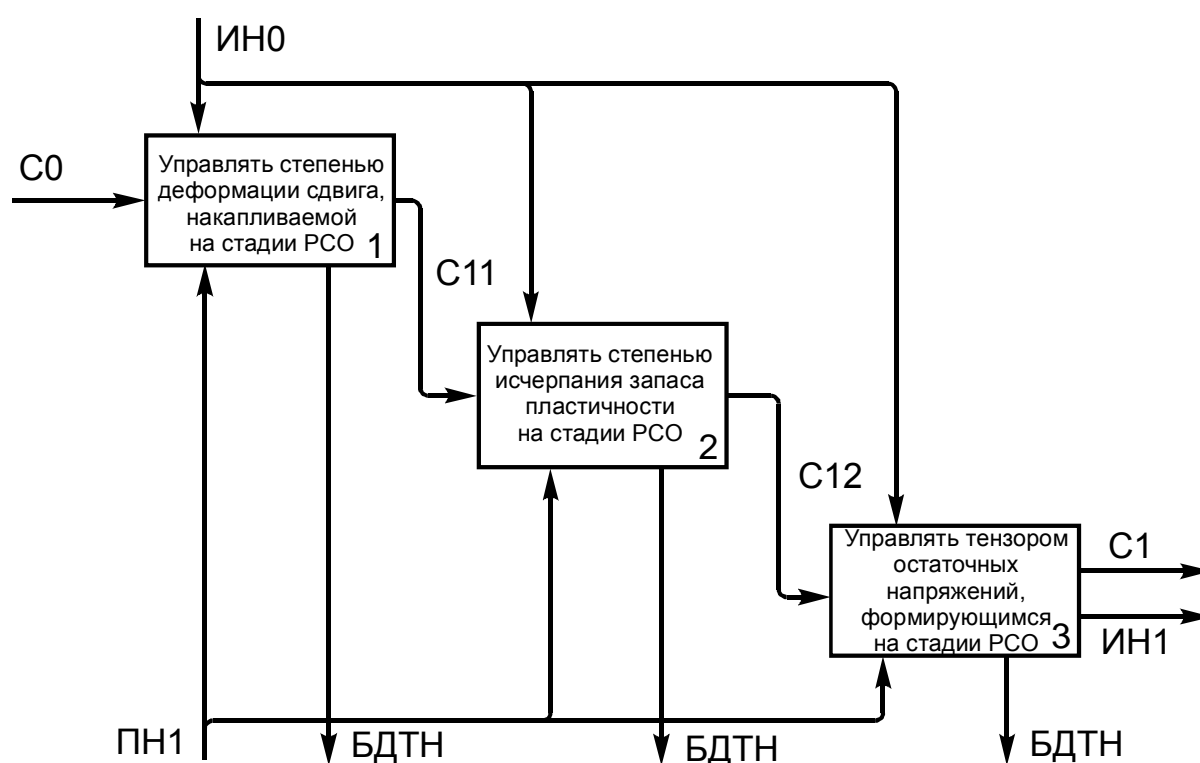 ИН0
С0
Управлять степенью
деформации сдвига,
накапливаемой
на стадии РСО 1
С11
Управлять степенью
исчерпания запаса
пластичности
на стадии РСО 2
С12
Управлять тензором
остаточных
напряжений,
формирующимся
на стадии РСО 3
С1
ИН1
ПН1
БДТН
БДТН
БДТН